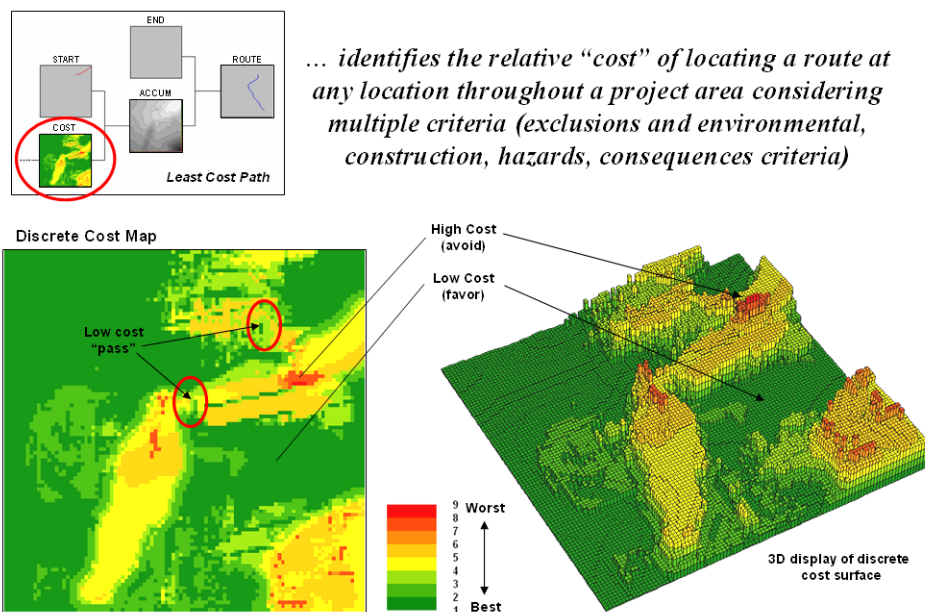 END
START
ROUTE
ACCUM
COST
Least Cost Path
… identifies the relative “cost” of locating a route at
any location throughout a project area considering
multiple criteria (exclusions and environmental,
construction, hazards, consequences criteria)
Discrete Cost Map
High Cost
(avoid)
Low Cost
(favor)
Low cost
“pass”
9 Worst
8
7
6
5
4
3
2
1 Best
3D display of discrete
cost surface